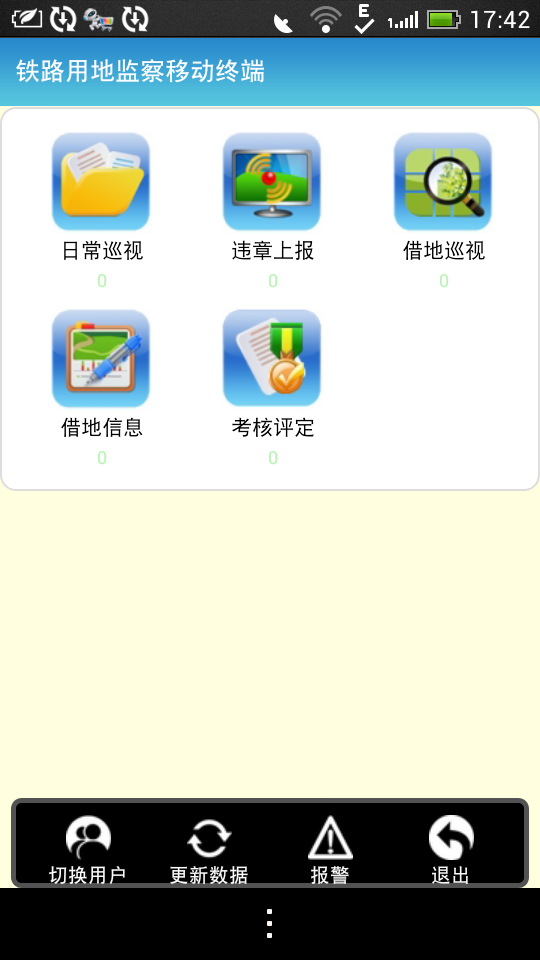 E 17:42
铁路用地监察移动终端
日常巡视 违章上报 借地巡视
0 0 0
借地信息 考核评定
0 0
切换用户 更新数据 报警 退出